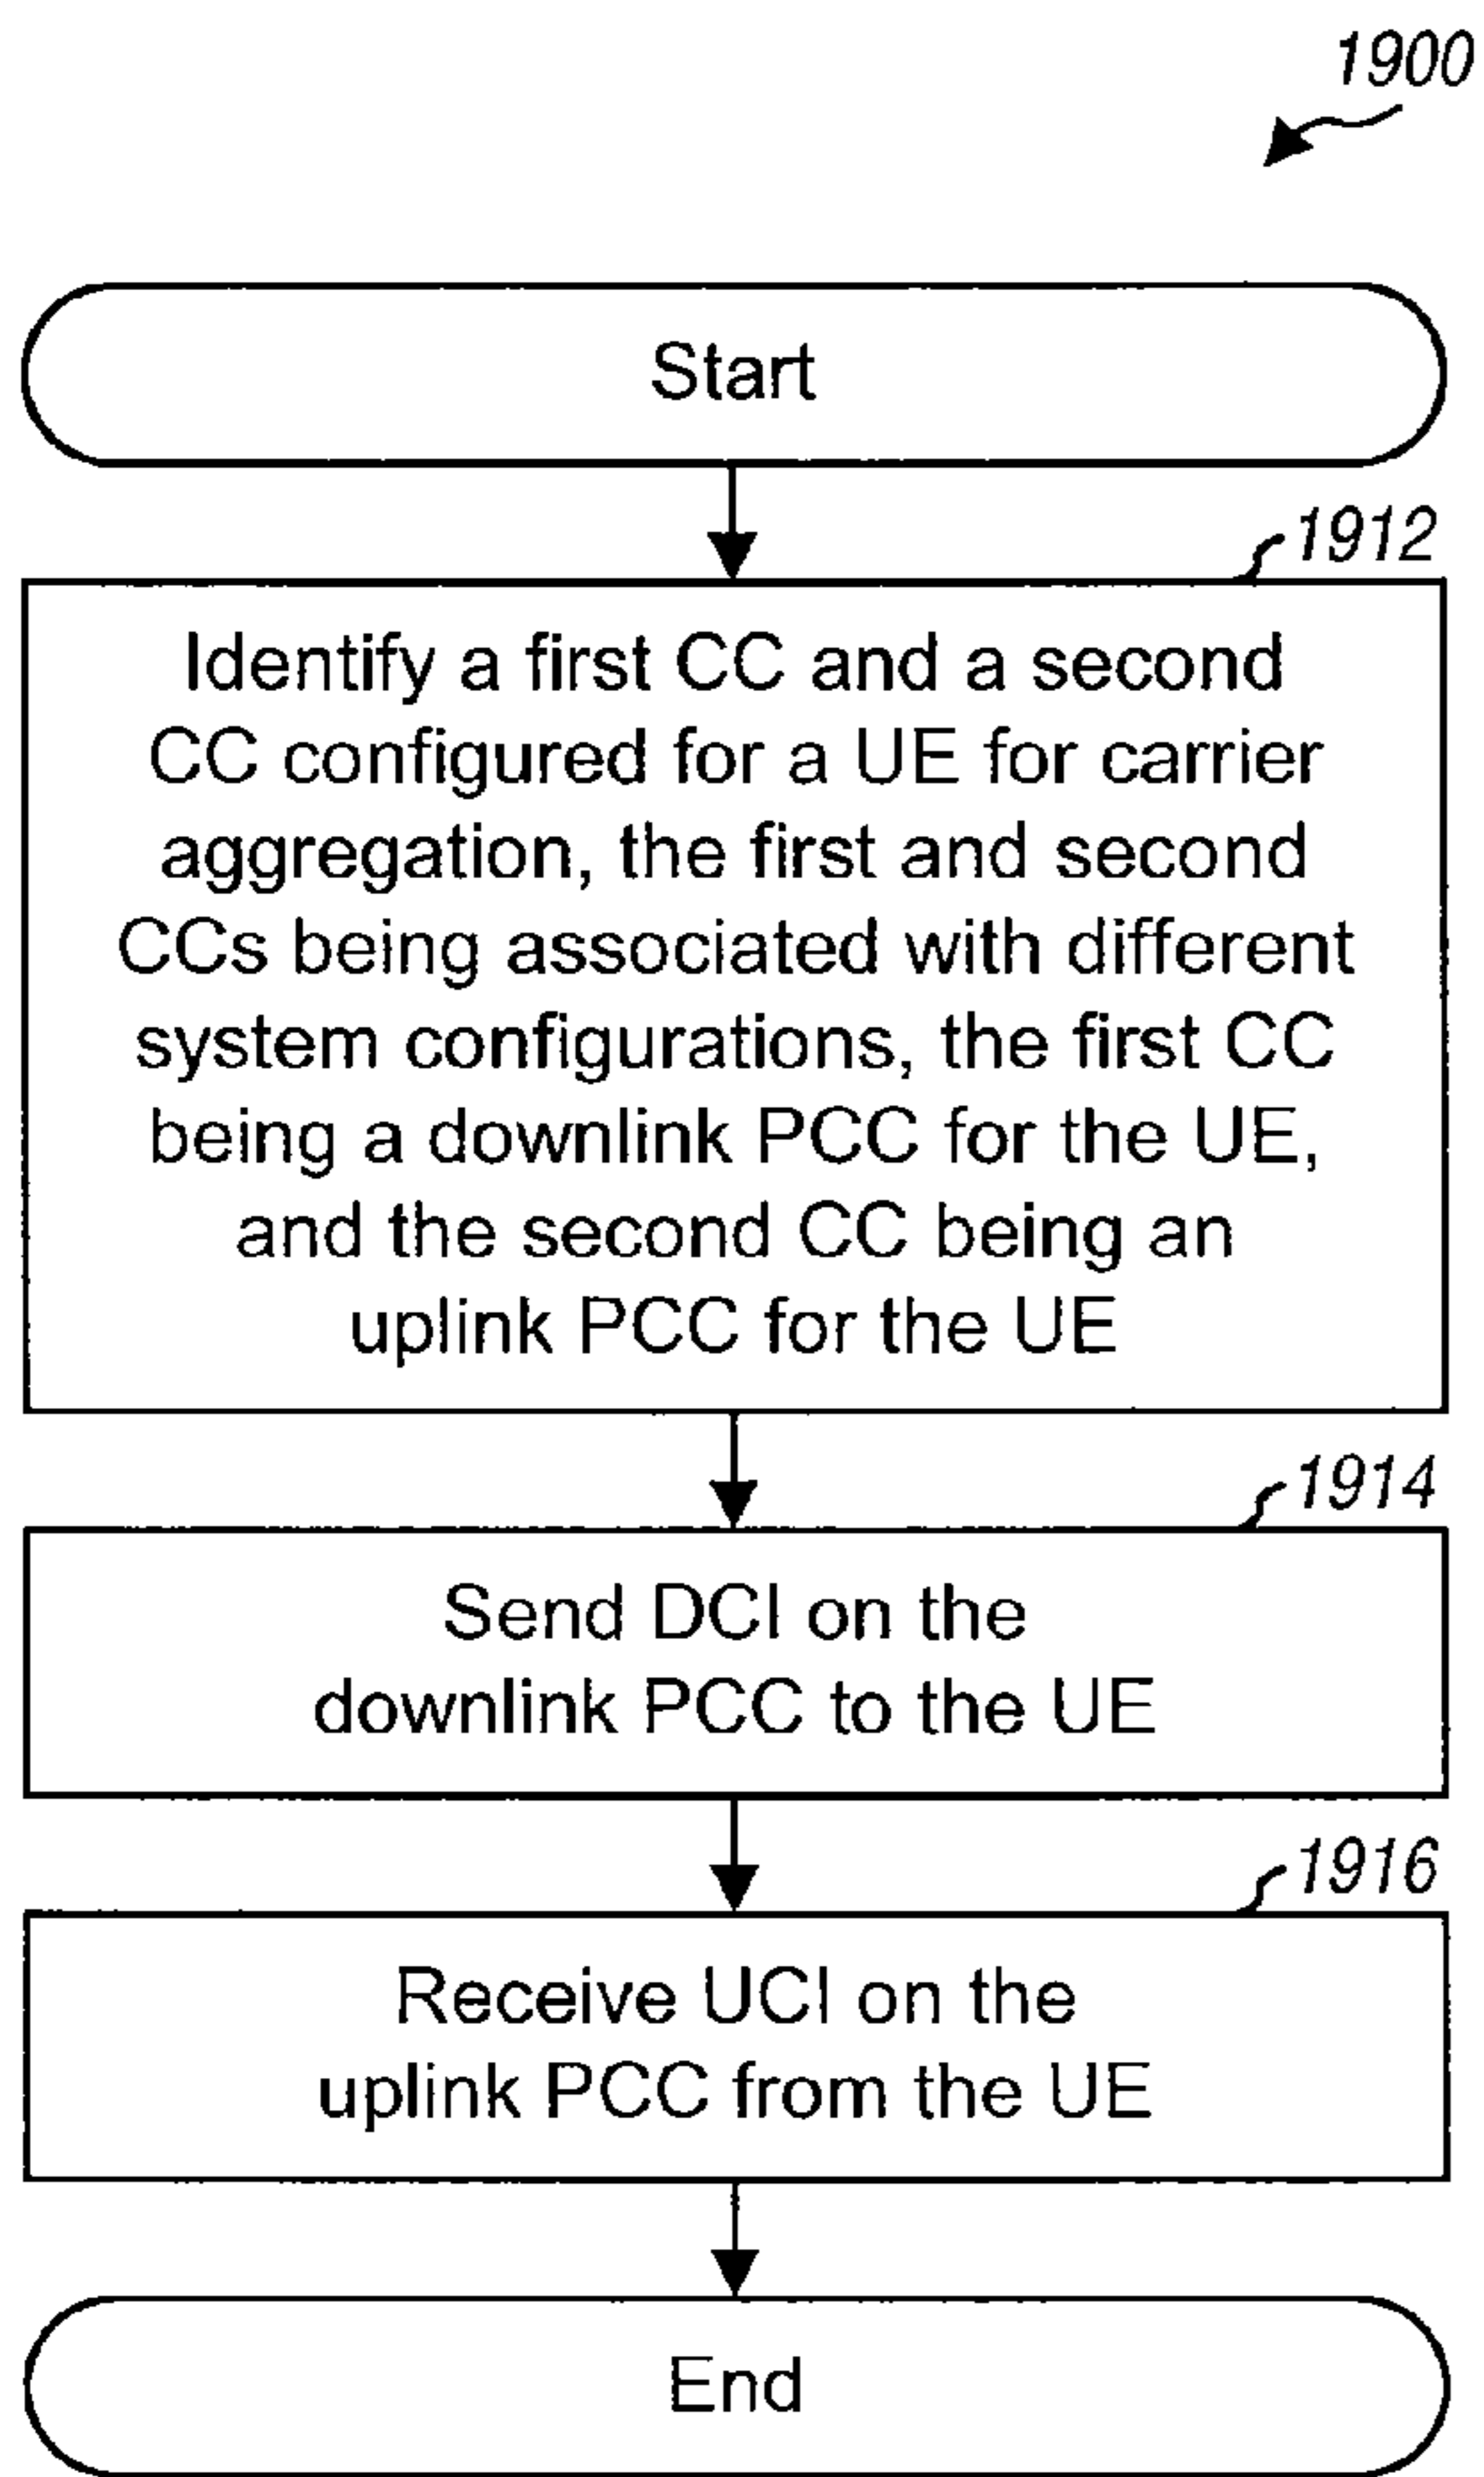 1900
Start
1912
Identify a first CC and a second
CC configured for a UE for carrier
aggregation, the first and second
CCs being associated with different
system configurations, the first CC
being a downlink PCC for the UE,
and the second CC being an
uplink PCC for the UE
1914
Send DCI on the
downlink PCC to the UE
1916
Receive UCI on the
uplink PCC from the UE
End